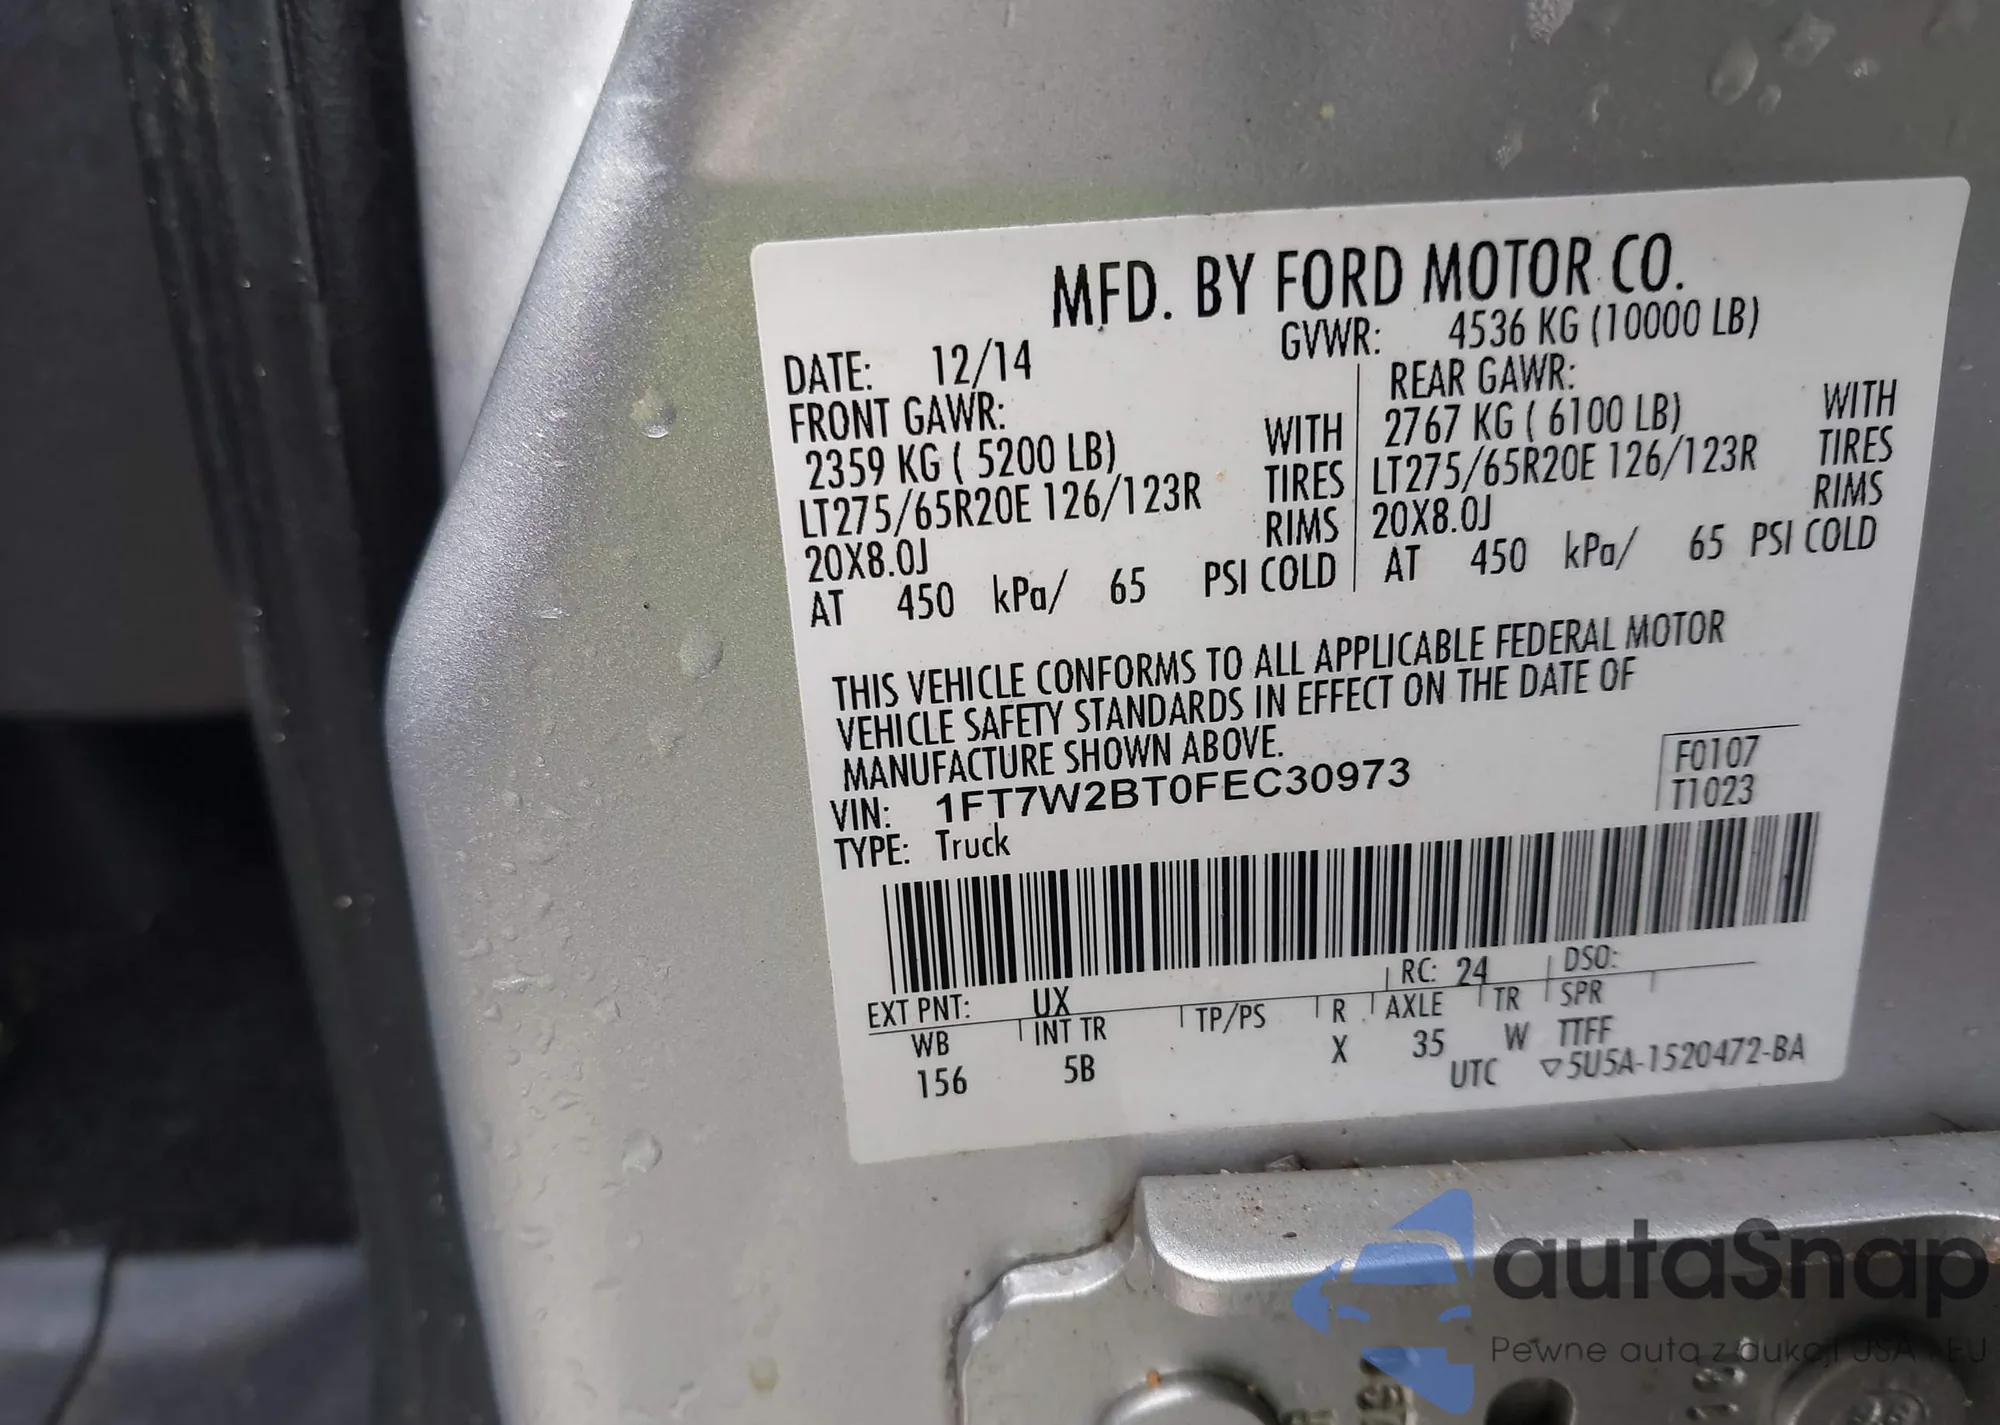 MFD. BY FORD MOTOR CO.
DATE: 12/14 GVWR: 4536 KG (10000 LB)
FRONT GAWR: REAR GAWR:
2359 KG ( 5200 LB) WITH 2767 KG ( 6100 LB) WITH
LT275/65R20E 126/123R TIRES LT275/65R20E 126/123R TIRES
20X8.0J RIMS 20X8.0J RIMS
AT 450 kPa/ 65 PSI COLD AT 450 kPa/ 65 PSI COLD
THIS VEHICLE CONFORMS TO ALL APPLICABLE FEDERAL MOTOR
VEHICLE SAFETY STANDARDS IN EFFECT ON THE DATE OF
MANUFACTURE SHOWN ABOVE.
VIN: 1FT7W2BT0FEC30973 F0107
TYPE: Truck T1023
EXT PNT: UX RC: 24 DSO:
WB INT TR TP/PS R AXLE TR SPR
156 5B X 35 W TTFF
UTC ▽5U5A-1520472-BA
autaSnap
Pewne auta z aukcji USA i EU